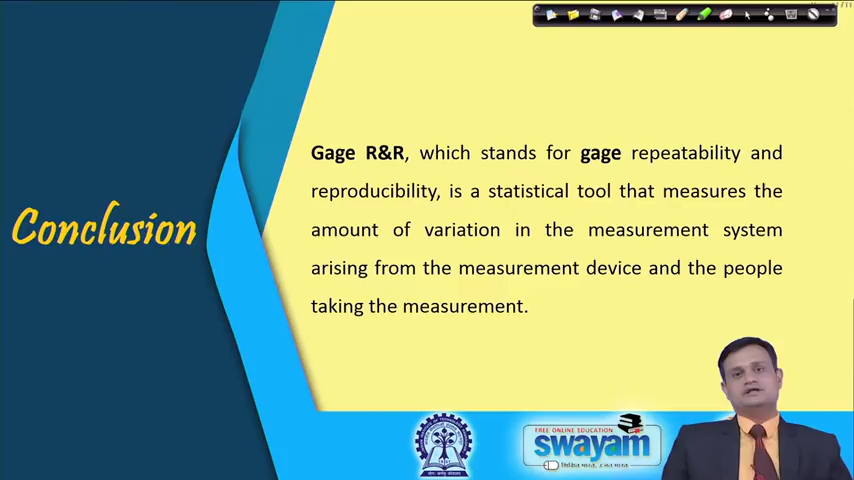 Conclusion
Gage R&R, which stands for gage repeatability and
reproducibility, is a statistical tool that measures the
amount of variation in the measurement system
arising from the measurement device and the people
taking the measurement.
FREE ONLINE EDUCATION
swayam